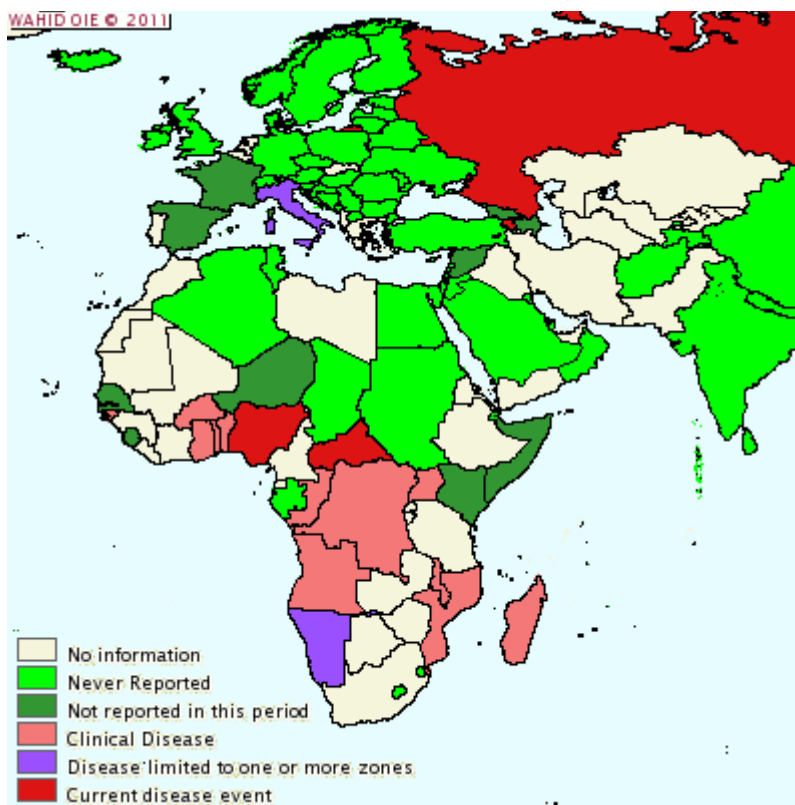 WAHID OIE © 2011
No information
Never Reported
Not reported in this period
Clinical Disease
Disease limited to one or more zones
Current disease event